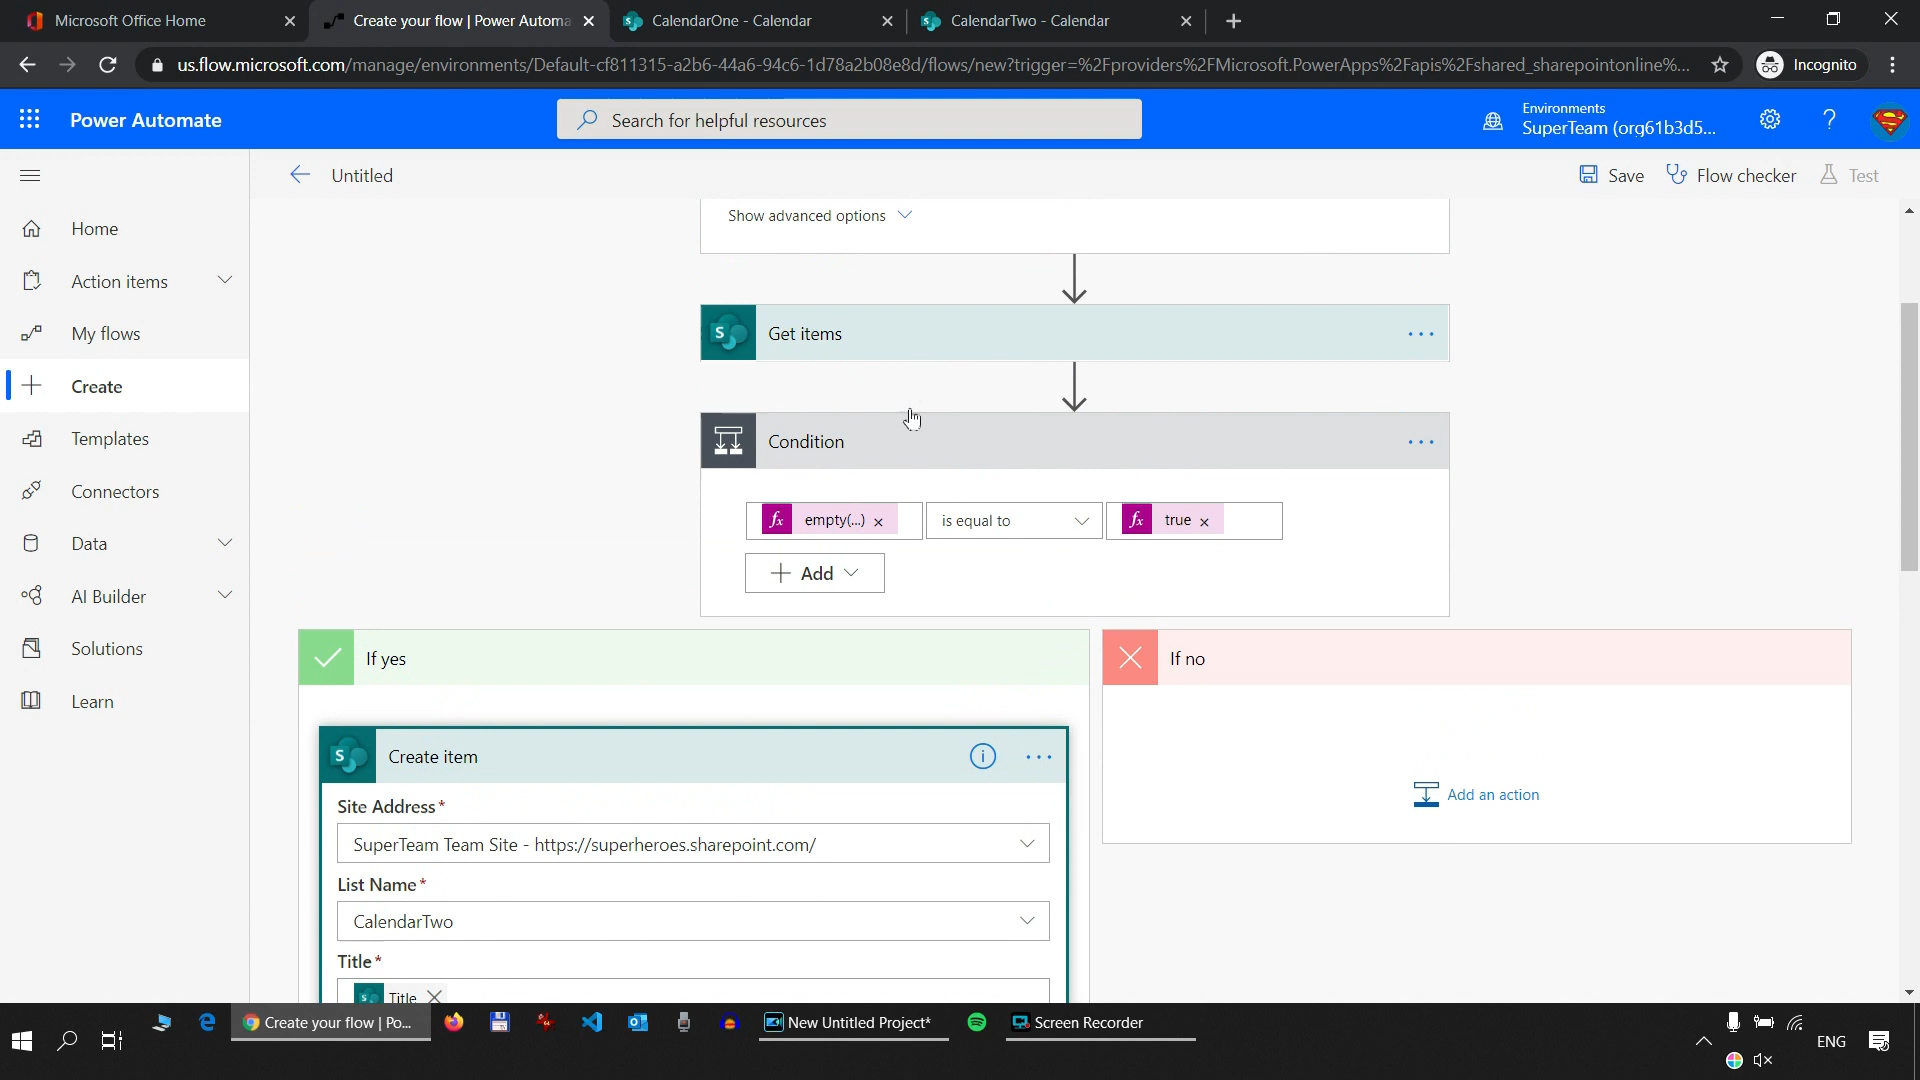 Microsoft Office Home
Create your flow | Power Automa
CalendarOne - Calendar
CalendarTwo - Calendar
us.flow.microsoft.com/manage/environments/Default-cf811315-a2b6-44a6-94c6-1d78a2b08e8d/flows/new?trigger=%2Fproviders%2FMicrosoft.PowerApps%2Fapis%2Fshared_sharepointonline%...
Incognito
Power Automate
Search for helpful resources
Environments
SuperTeam (org61b3d5...
Untitled
Save
Flow checker
Test
Home
Action items
My flows
Create
Templates
Connectors
Data
AI Builder
Solutions
Learn
Show advanced options
Get items
Condition
fx empty(...)
is equal to
fx true
Add
If yes
If no
Create item
Add an action
Site Address*
SuperTeam Team Site - https://superheroes.sharepoint.com/
List Name*
CalendarTwo
Title*
Title
Create your flow | Po...
New Untitled Project*
Screen Recorder
ENG